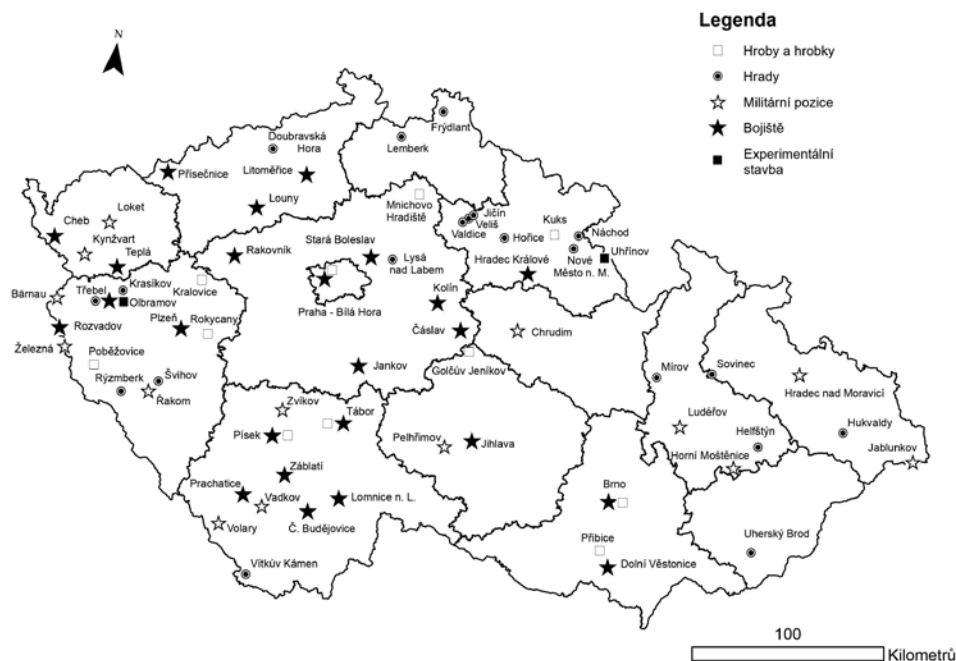 N
Legenda
Hroby a hrobky
Hrady
Militární pozice
Bojiště
Experimentální
stavba
Frýdlant
Doubravská
Hora
Lemberk
Přísečnice
Litoměřice
Louny
Mnichovo
Hradiště
Jičín
Veliš
Valdice
Kuks
Hořice
Náchod
Nové
Město n. M.
Uhřínov
Hradec Králové
Loket
Cheb
Kynžvart
Teplá
Rakovník
Stará Boleslav
Lysá
nad Labem
Praha - Bílá Hora
Kolín
Čáslav
Jankov
Golčův Jeníkov
Chrudim
Krasíkov
Třebel
Olbramov
Kralovice
Bärnau
Rozvadov
Plzeň
Rokycany
Železná
Poběžovice
Švihov
Rýzmberk
Řakom
Zvíkov
Tábor
Písek
Záblatí
Prachatice
Vadkov
Lomnice n. L.
Č. Budějovice
Volary
Vítkův Kámen
Pelhřimov
Jihlava
Mírov
Sovinec
Hradec nad Moravicí
Luděřov
Helfštýn
Hukvaldy
Horní Moštěnice
Jablunkov
Brno
Přibice
Dolní Věstonice
Uherský Brod
100
Kilometrů